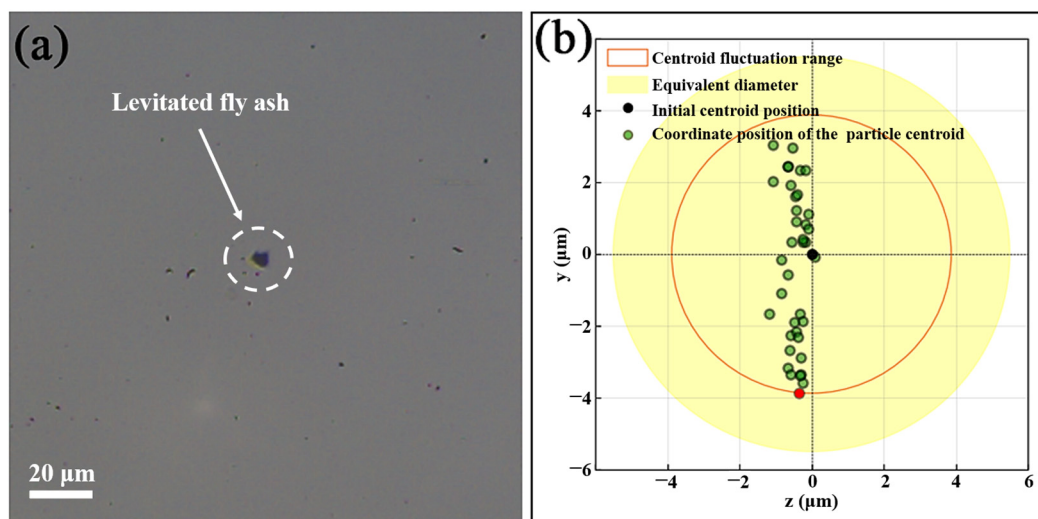 (a)
Levitated fly ash
20 μm
(b)
Centroid fluctuation range
Equivalent diameter
Initial centroid position
Coordinate position of the particle centroid
y (μm)
4
2
0
−2
−4
−6
−4
−2
0
2
4
6
z (μm)